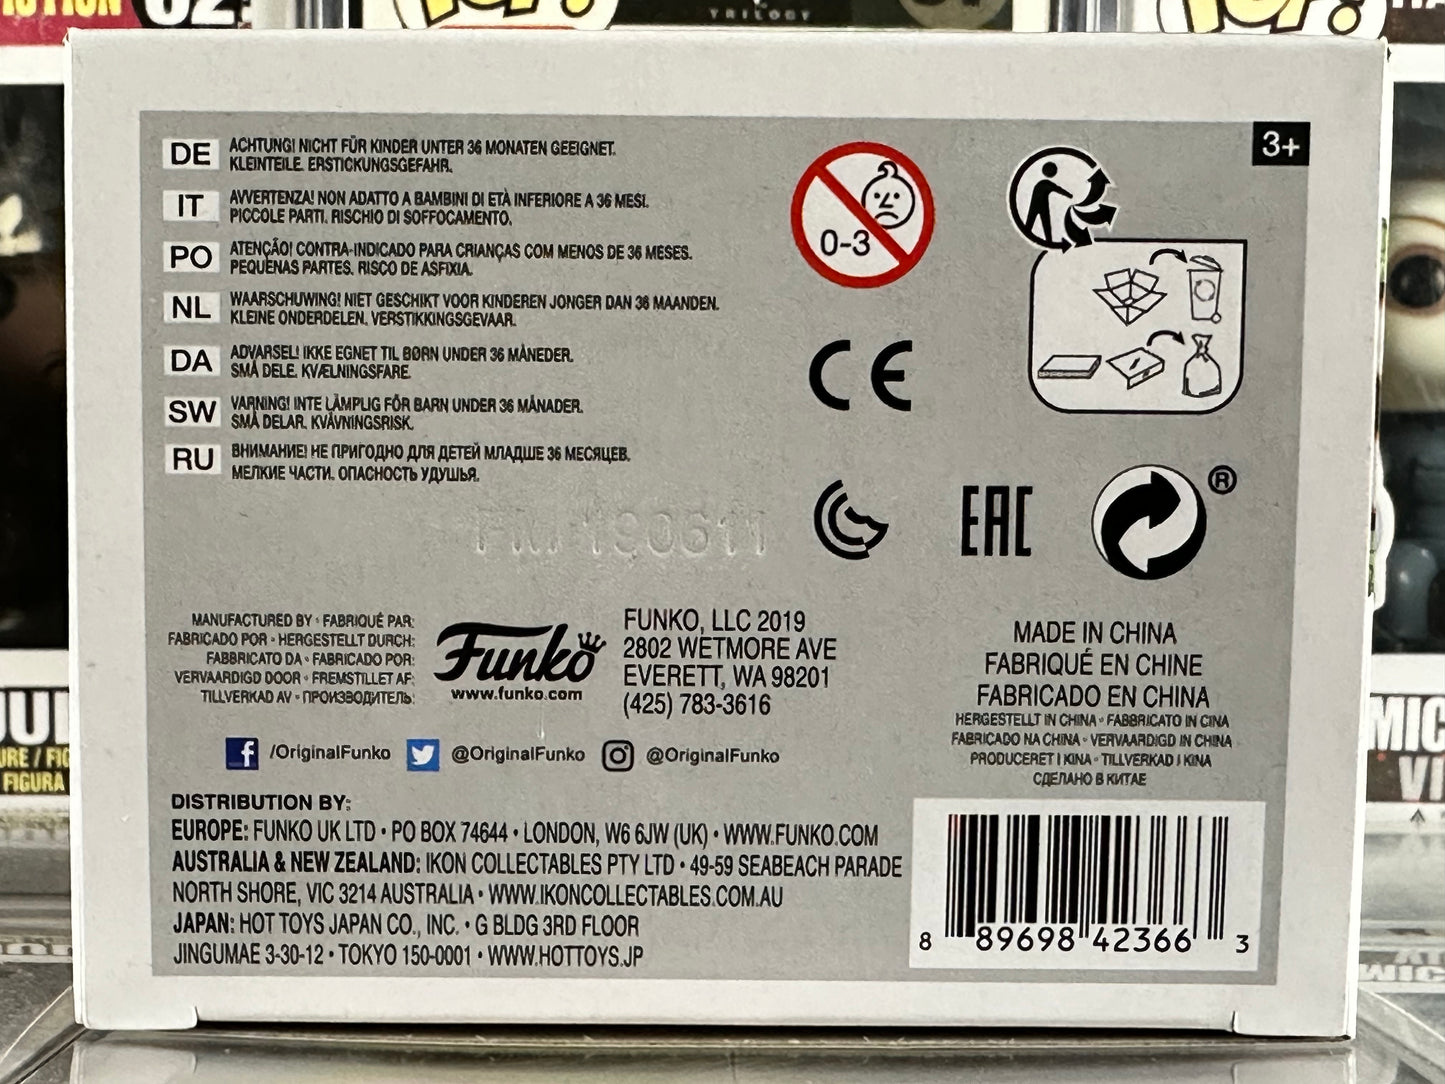 TRILOGY
3+
DE ACHTUNG! NICHT FÜR KINDER UNTER 36 MONATEN GEEIGNET.
KLEINTEILE. ERSTICKUNGSGEFAHR.
IT AVVERTENZA! NON ADATTO A BAMBINI DI ETÀ INFERIORE A 36 MESI.
PICCOLE PARTI. RISCHIO DI SOFFOCAMENTO.
PO ATENÇÃO! CONTRA-INDICADO PARA CRIANÇAS COM MENOS DE 36 MESES.
PEQUENAS PARTES. RISCO DE ASFIXIA.
NL WAARSCHUWING! NIET GESCHIKT VOOR KINDEREN JONGER DAN 36 MAANDEN.
KLEINE ONDERDELEN. VERSTIKKINGSGEVAAR.
DA ADVARSEL! IKKE EGNET TIL BØRN UNDER 36 MÅNEDER.
SMÅ DELE. KVÆLNINGSFARE.
SW VARNING! INTE LÄMPLIG FÖR BARN UNDER 36 MÅNADER.
SMÅ DELAR. KVÄVNINGSRISK.
RU ВНИМАНИЕ! НЕ ПРИГОДНО ДЛЯ ДЕТЕЙ МЛАДШЕ 36 МЕСЯЦЕВ.
МЕЛКИЕ ЧАСТИ. ОПАСНОСТЬ УДУШЬЯ.
0-3
CE
EAC
®
190611
MANUFACTURED BY • FABRIQUÉ PAR:
FABRICADO POR • HERGESTELLT DURCH:
FABBRICATO DA • FABRICADO POR:
VERVAARDIGD DOOR • FREMSTILLET AF:
TILLVERKAD AV • ПРОИЗВОДИТЕЛЬ:
Funko
www.funko.com
FUNKO, LLC 2019
2802 WETMORE AVE
EVERETT, WA 98201
(425) 783-3616
/OriginalFunko @OriginalFunko @OriginalFunko
MADE IN CHINA
FABRIQUÉ EN CHINE
FABRICADO EN CHINA
HERGESTELLT IN CHINA • FABBRICATO IN CINA
FABRICADO NA CHINA • VERVAARDIGD IN CHINA
PRODUCERET I KINA • TILLVERKAD I KINA
СДЕЛАНО В КИТАЕ
DISTRIBUTION BY:
EUROPE: FUNKO UK LTD • PO BOX 74644 • LONDON, W6 6JW (UK) • WWW.FUNKO.COM
AUSTRALIA & NEW ZEALAND: IKON COLLECTABLES PTY LTD • 49-59 SEABEACH PARADE
NORTH SHORE, VIC 3214 AUSTRALIA • WWW.IKONCOLLECTABLES.COM.AU
JAPAN: HOT TOYS JAPAN CO., INC. • G BLDG 3RD FLOOR
JINGUMAE 3-30-12 • TOKYO 150-0001 • WWW.HOTTOYS.JP
8 89698 42366 3
FIGURA